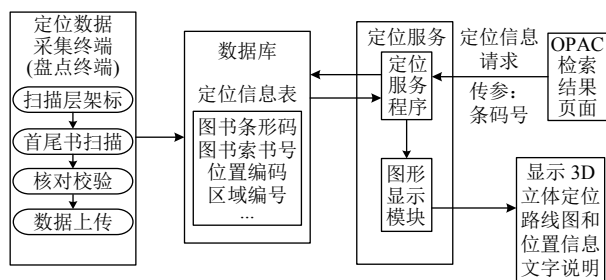 定位数据
采集终端
(盘点终端)
扫描层架标
首尾书扫描
核对校验
数据上传
数据库
定位信息表
图书条形码
图书索书号
位置编码
区域编号
...
定位服务
定位
服务
程序
图形
显示
模块
定位信息
请求
传参：
条码号
OPAC
检索
结果
页面
显示 3D
立体定位
路线图和
位置信息
文字说明